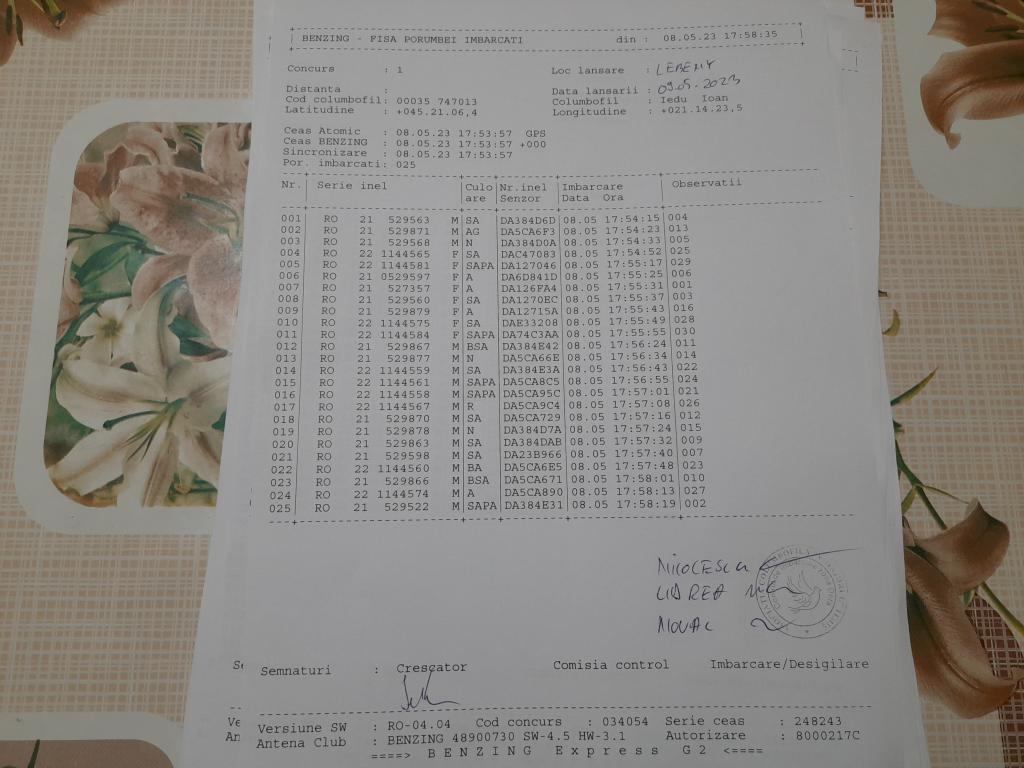 BENZING - FISA PORUMBEI IMBARCATI din : 08.05.23 17:58:35
Concurs : 1 Loc lansare : LEBENY
Distanta : Data lansarii : 09.05.2023
Cod columbofil: 00035 747013 Columbofil : Iedu Ioan
Latitudine : +045.21.06,4 Longitudine : +021.14.23,5
Ceas Atomic : 08.05.23 17:53:57 GPS
Ceas BENZING : 08.05.23 17:53:57 +000
Sincronizare : 08.05.23 17:53:57
Por. imbarcati: 025
Nr. Serie inel Culo Nr.inel Imbarcare Observatii
are Senzor Data Ora
001 RO 21 529563 M SA DA384D6D 08.05 17:54:15 004
002 RO 21 529871 M AG DA5CA6F3 08.05 17:54:23 013
003 RO 21 529568 M N DA384D0A 08.05 17:54:33 005
004 RO 22 1144565 F SA DAC47083 08.05 17:54:52 025
005 RO 22 1144581 F SAPA DA127046 08.05 17:55:17 029
006 RO 21 0529597 F A DA6D841D 08.05 17:55:25 006
007 RO 21 527357 F A DA126FA4 08.05 17:55:31 001
008 RO 21 529560 F SA DA1270EC 08.05 17:55:37 003
009 RO 21 529879 F A DA12715A 08.05 17:55:43 016
010 RO 22 1144575 F SA DAE33208 08.05 17:55:49 028
011 RO 22 1144584 F SAPA DA74C3AA 08.05 17:55:55 030
012 RO 21 529867 M BSA DA384E42 08.05 17:56:24 011
013 RO 21 529877 M N DA5CA66E 08.05 17:56:34 014
014 RO 22 1144559 M SA DA384E3A 08.05 17:56:43 022
015 RO 22 1144561 M SAPA DA5CA8C5 08.05 17:56:55 024
016 RO 22 1144558 M SAPA DA5CA95C 08.05 17:57:01 021
017 RO 22 1144567 M R DA5CA9C4 08.05 17:57:08 026
018 RO 21 529870 M SA DA5CA729 08.05 17:57:16 012
019 RO 21 529878 M N DA384D7A 08.05 17:57:24 015
020 RO 21 529863 M SA DA384DAB 08.05 17:57:32 009
021 RO 21 529598 M SA DA23B966 08.05 17:57:40 007
022 RO 22 1144560 M BA DA5CA6E5 08.05 17:57:48 023
023 RO 21 529866 M BSA DA5CA671 08.05 17:58:01 010
024 RO 22 1144574 M A DA5CA890 08.05 17:58:13 027
025 RO 21 529522 M SAPA DA384E31 08.05 17:58:19 002
Semnaturi : Crescator Comisia control Imbarcare/Desigilare
Versiune SW : RO-04.04 Cod concurs : 034054 Serie ceas : 248243
Antena Club : BENZING 48900730 SW-4.5 HW-3.1 Autorizare : 8000217C
====> BENZING Express G2 <====